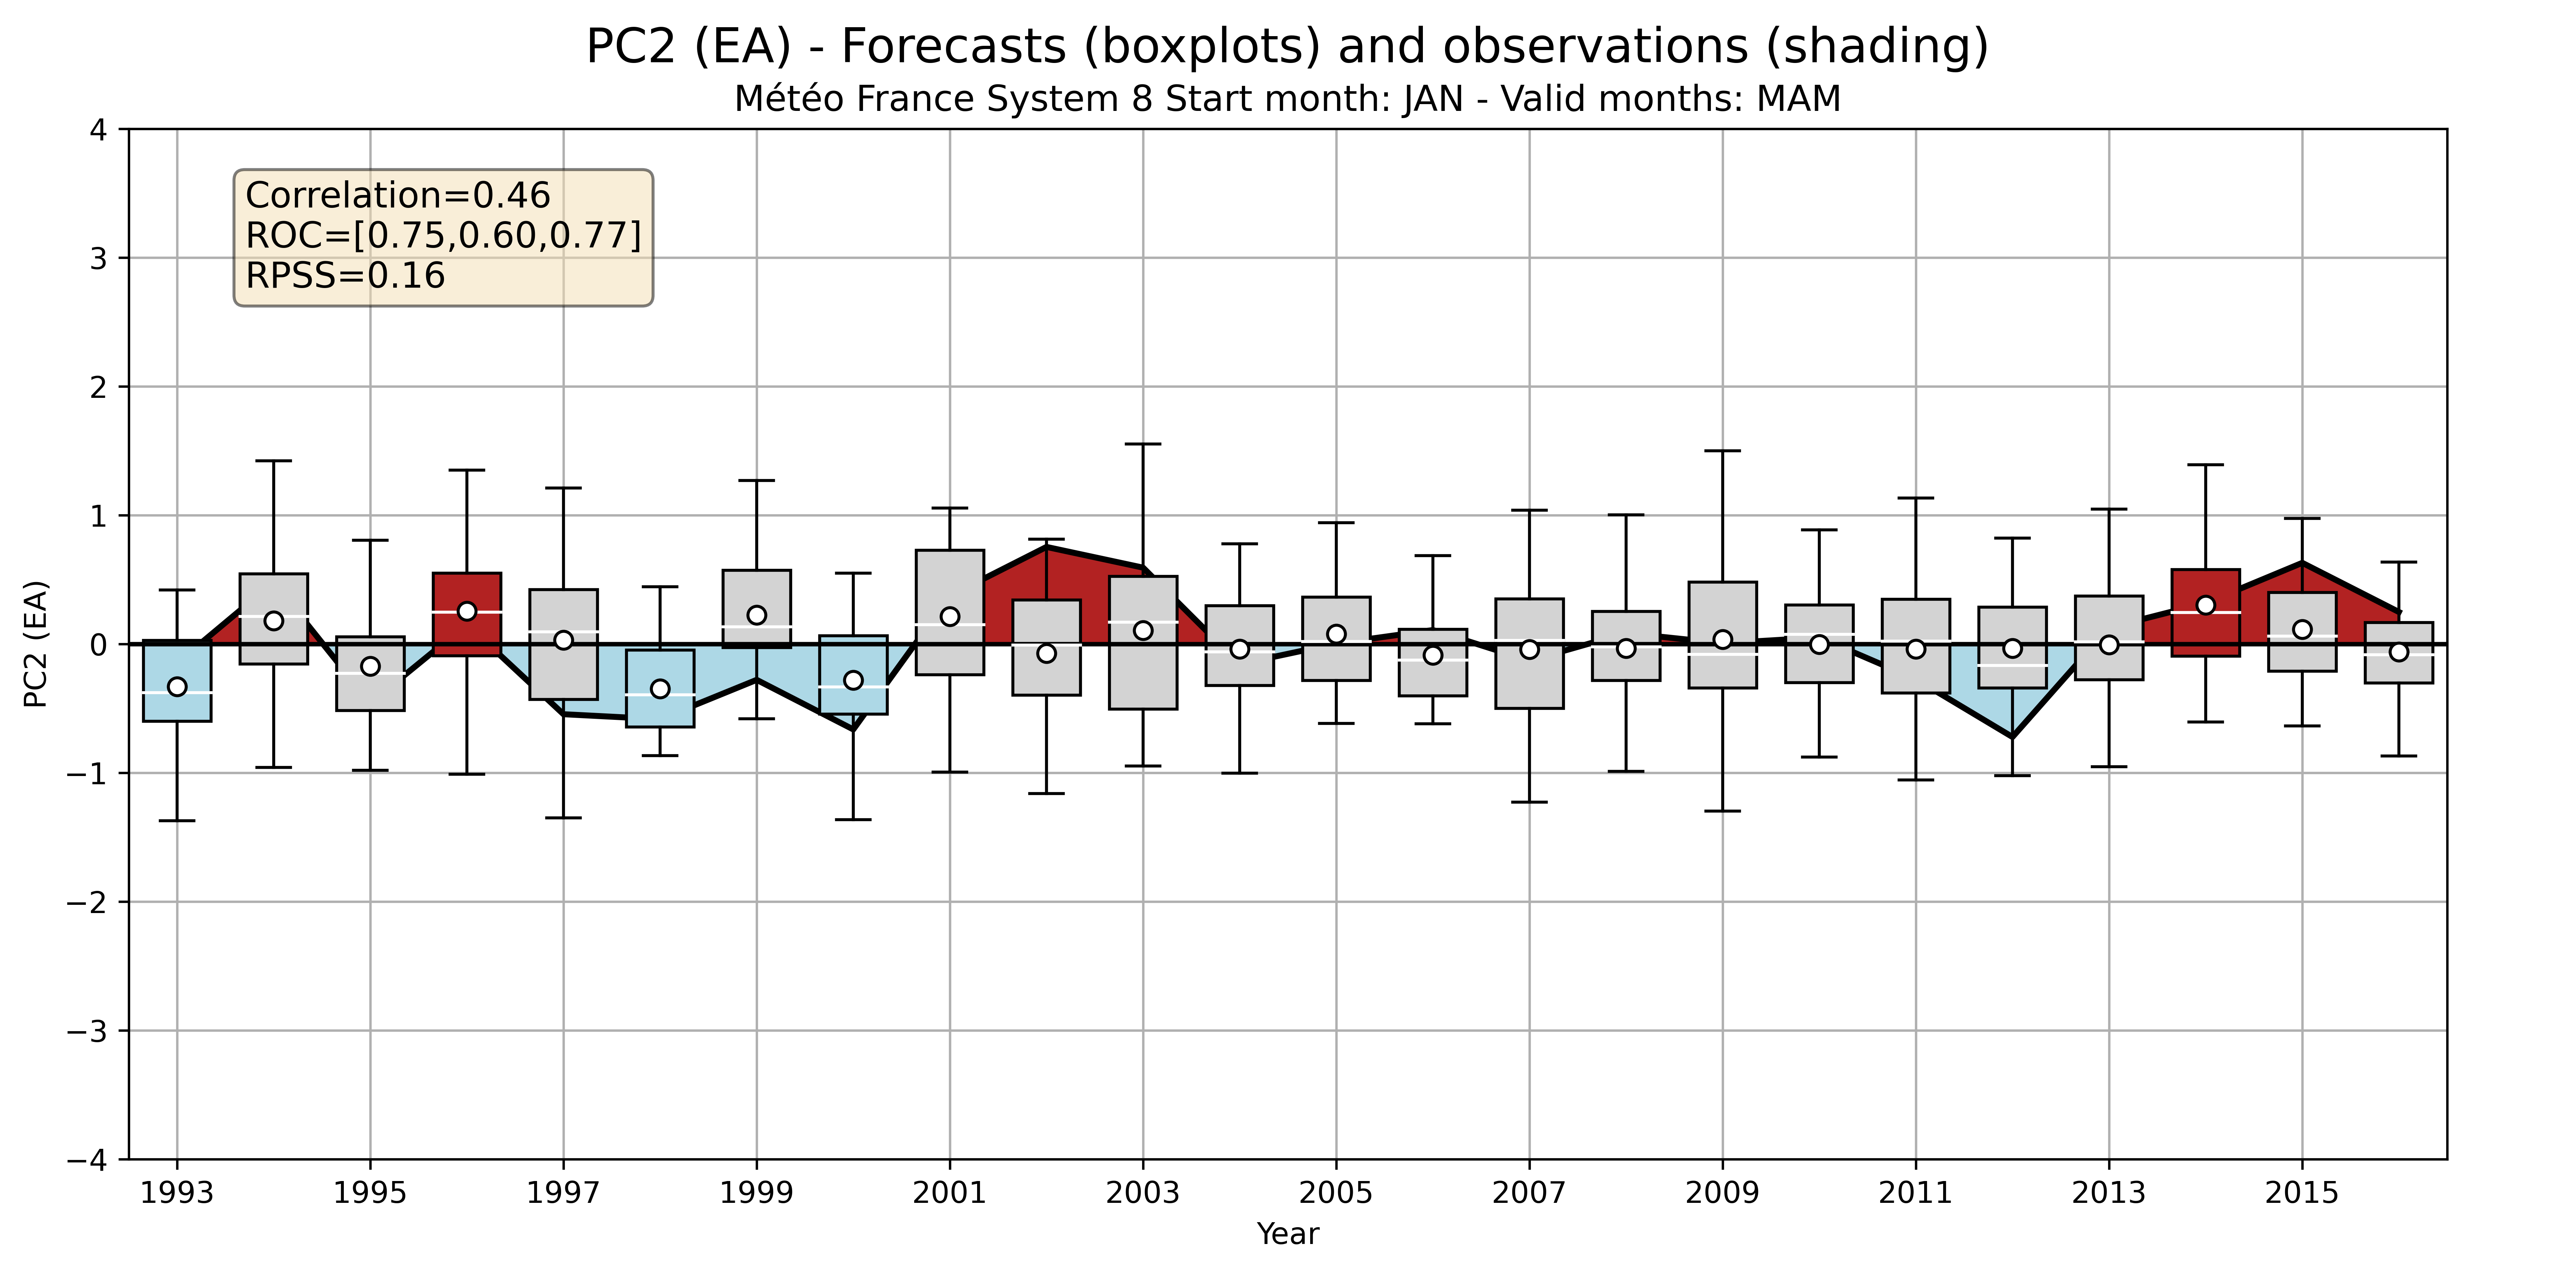 PC2 (EA) - Forecasts (boxplots) and observations (shading)
Météo France System 8 Start month: JAN - Valid months: MAM
Correlation=0.46
ROC=[0.75,0.60,0.77]
RPSS=0.16
PC2 (EA)
4
3
2
1
0
−1
−2
−3
−4
1993 1995 1997 1999 2001 2003 2005 2007 2009 2011 2013 2015
Year